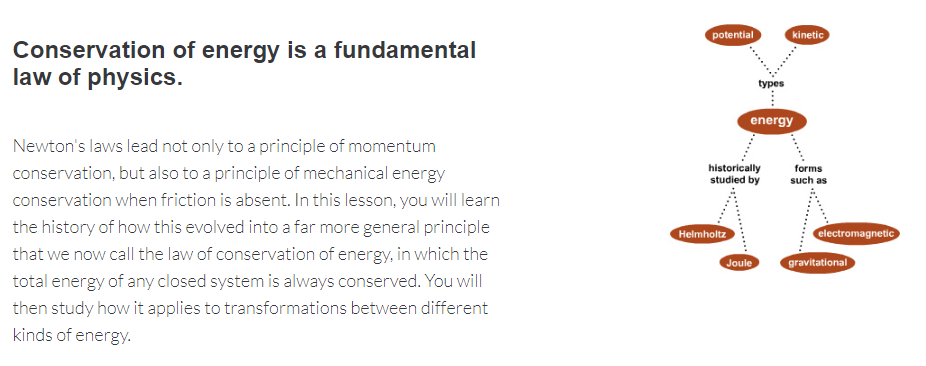 Conservation of energy is a fundamental
law of physics.
Newton's laws lead not only to a principle of momentum
conservation, but also to a principle of mechanical energy
conservation when friction is absent. In this lesson, you will learn
the history of how this evolved into a far more general principle
that we now call the law of conservation of energy, in which the
total energy of any closed system is always conserved. You will
then study how it applies to transformations between different
kinds of energy.
potential
kinetic
types
energy
historically
studied by
forms
such as
Helmholtz
Joule
electromagnetic
gravitational